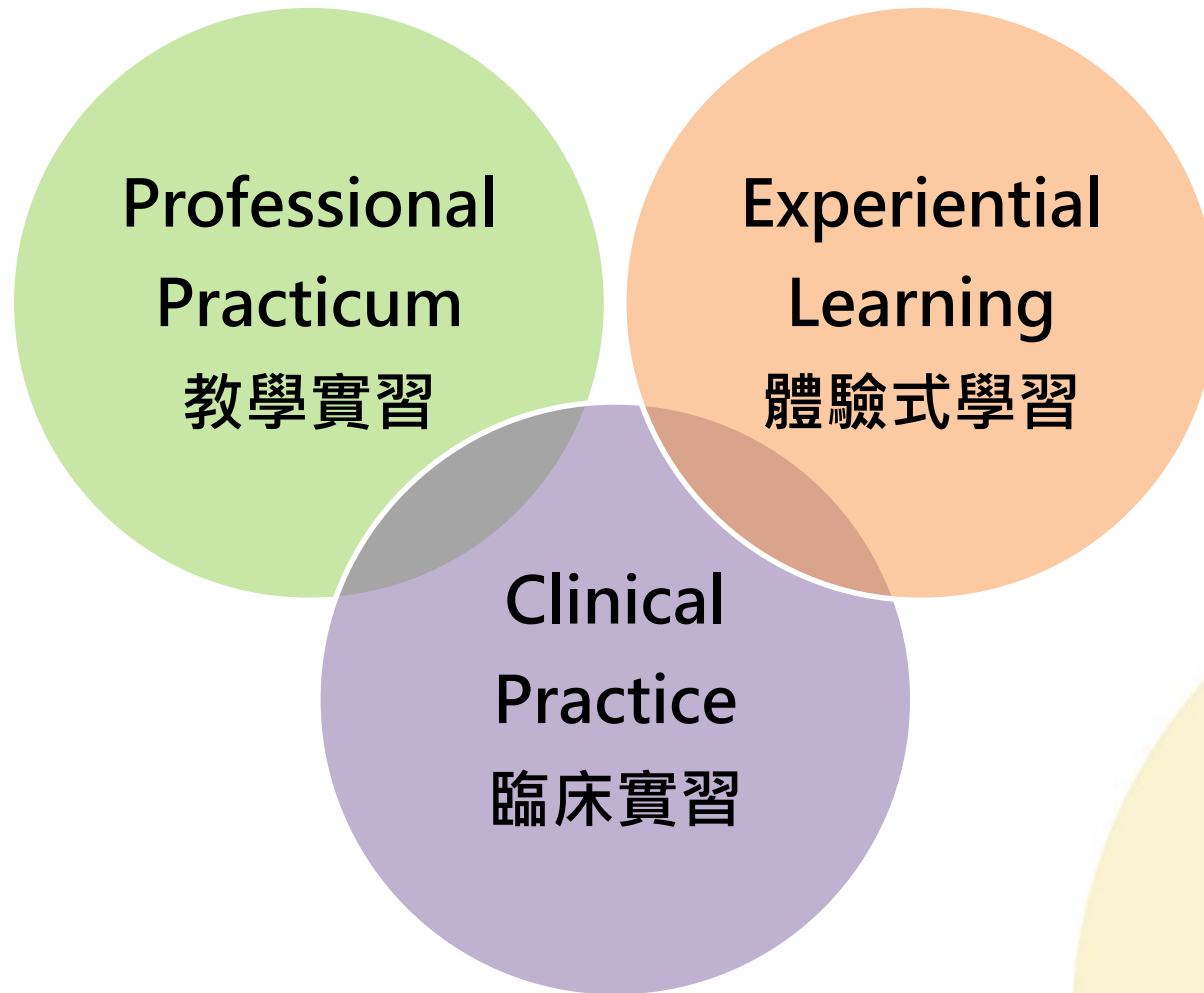 Professional
Practicum
教學實習
Experiential
Learning
體驗式學習
Clinical
Practice
臨床實習